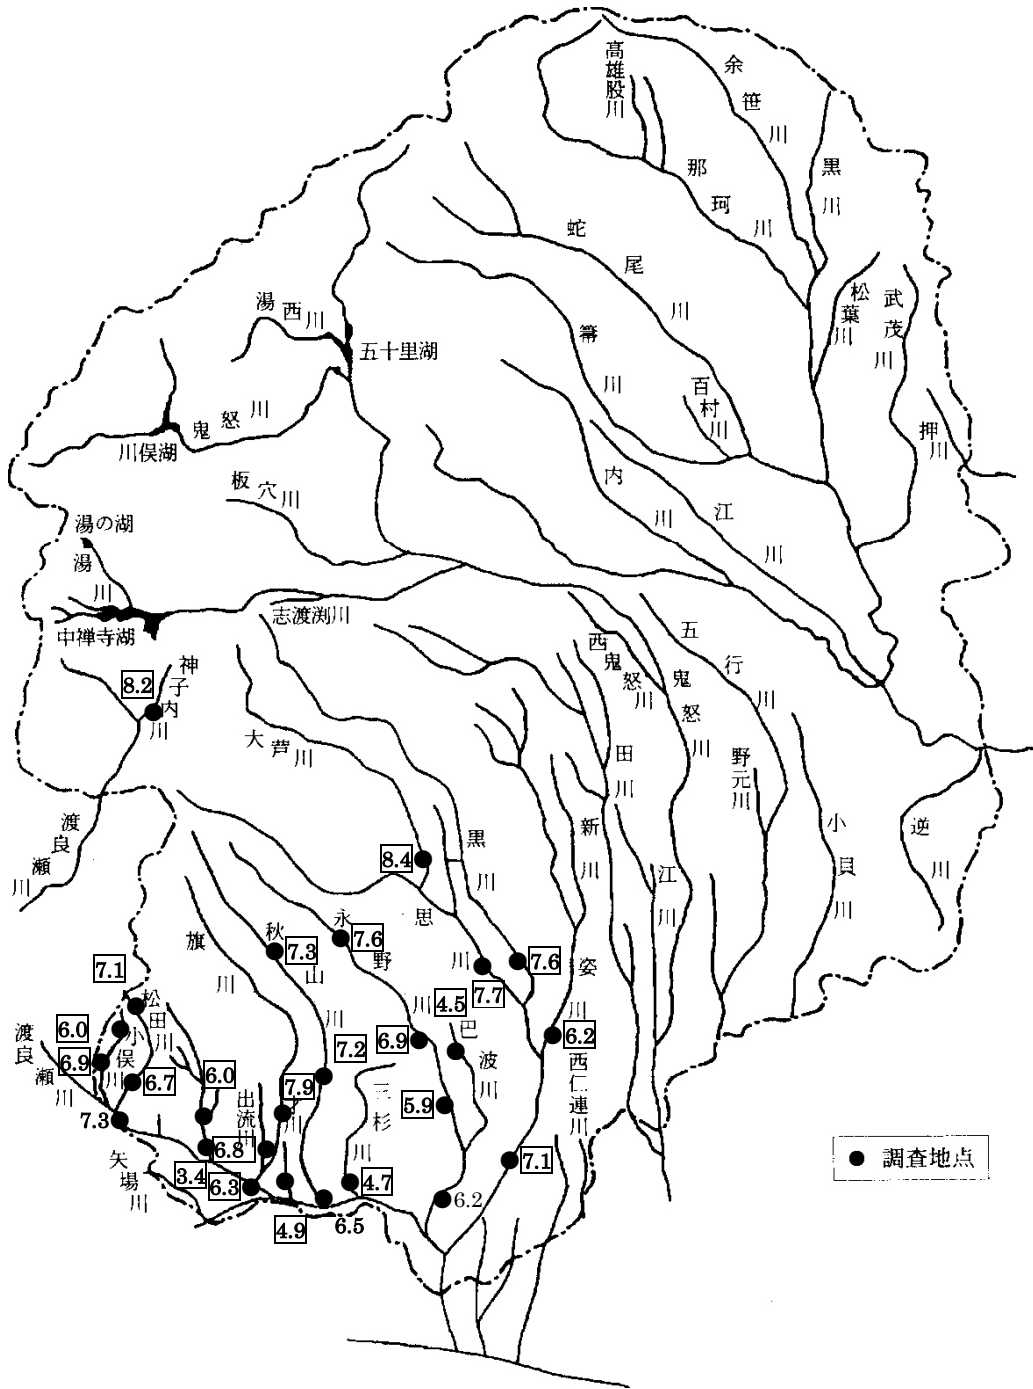 高雄股川
余笹川
那珂川
黒川
蛇尾川
松葉川
武茂川
湯西川
五十里湖
箒川
百村川
押川
鬼怒川
川俣湖
板穴川
内川
江川
湯の湖
湯川
中禅寺湖
志渡渕川
神子内川
8.2
西鬼怒川
鬼怒川
五行川
大芦川
田川
野元川
渡良瀬川
黒川
新川
小貝川
逆川
8.4
江川
思川
秋山川
7.3
永野川
7.6
旗川
7.6
7.7
姿川
7.1
松田川
4.5
巴波川
6.2
6.0
小俣川
6.9
渡良瀬川
6.9
6.7
6.0
7.2
三杉川
西仁連川
7.9
出流川
川
5.9
7.3
6.8
矢場川
3.4
6.3
4.7
7.1
6.2
4.9
6.5
調査地点